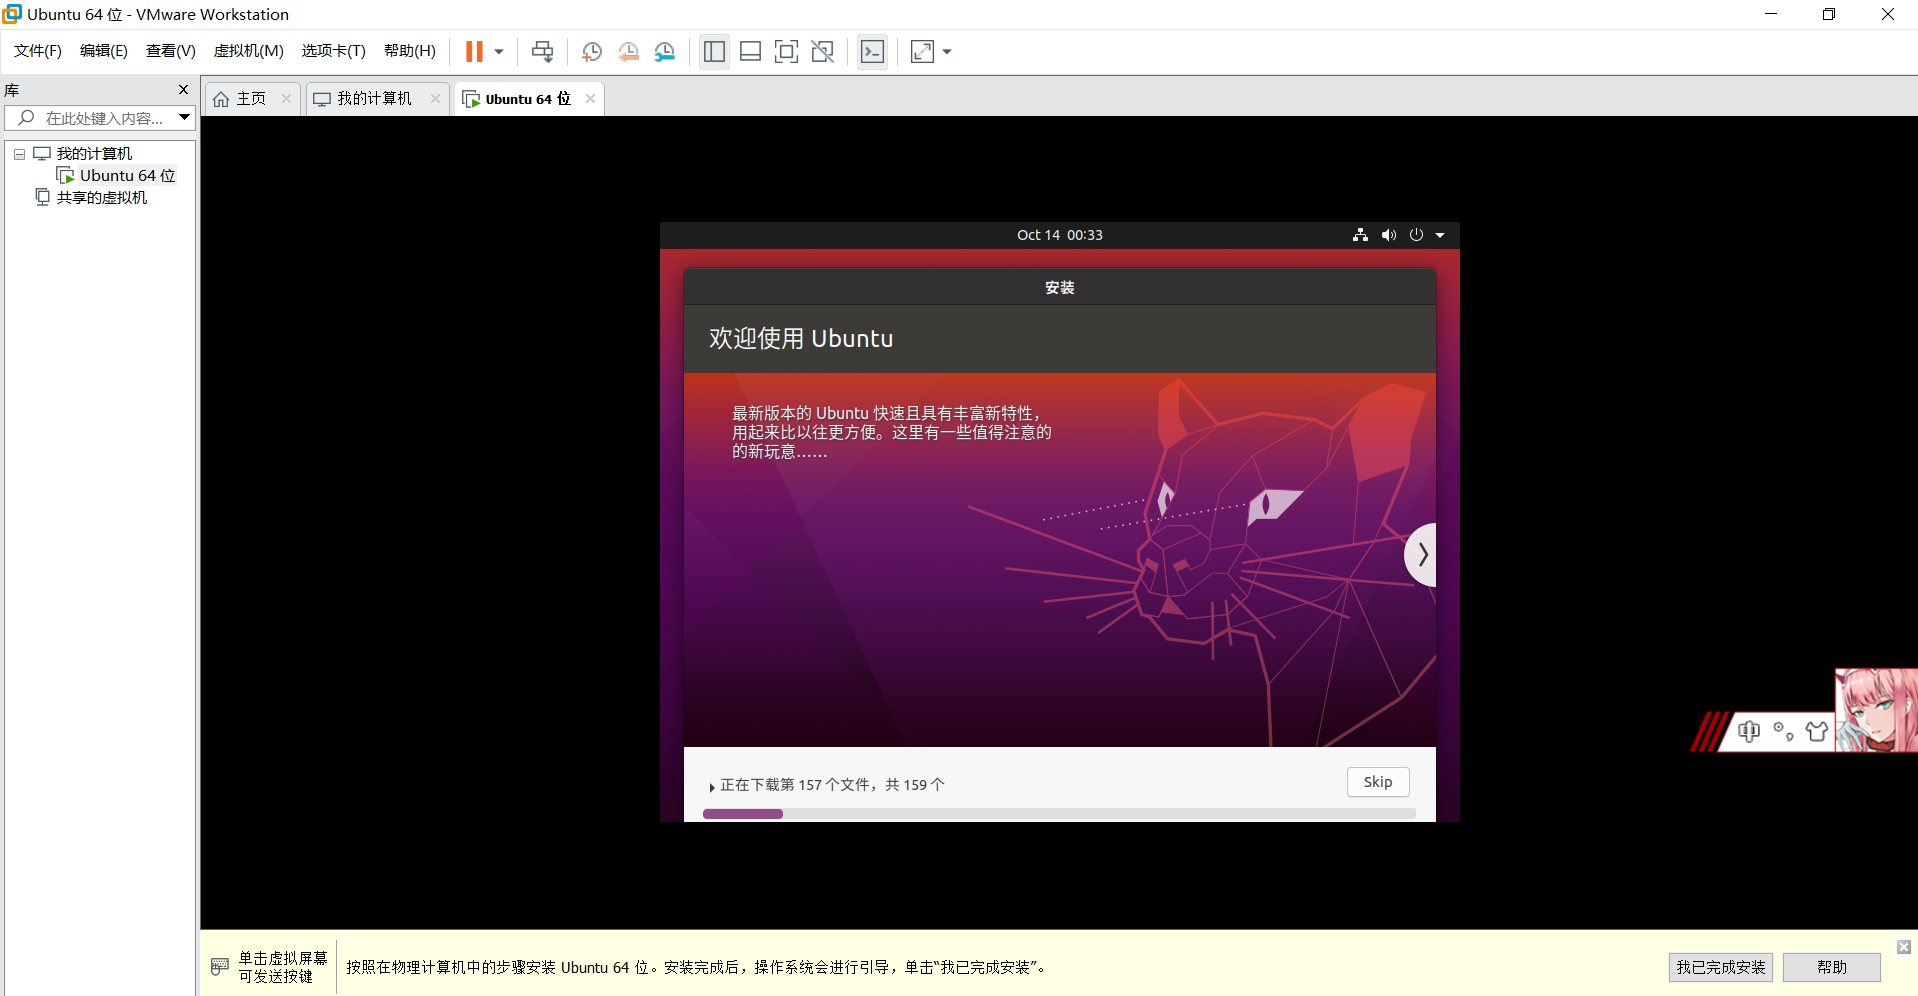 Ubuntu 64 位 - VMware Workstation
文件(F) 编辑(E) 查看(V) 虚拟机(M) 选项卡(T) 帮助(H)
库
在此处键入内容...
我的计算机
Ubuntu 64 位
共享的虚拟机
主页 我的计算机 Ubuntu 64 位
Oct 14 00:33
安装
欢迎使用 Ubuntu
最新版本的 Ubuntu 快速且具有丰富新特性，
用起来比以往更方便。这里有一些值得注意的
的新玩意……
正在下载第 157 个文件，共 159 个
Skip
中
单击虚拟屏幕
可发送按键
按照在物理计算机中的步骤安装 Ubuntu 64 位。安装完成后，操作系统会进行引导，单击“我已完成安装”。
我已完成安装 帮助